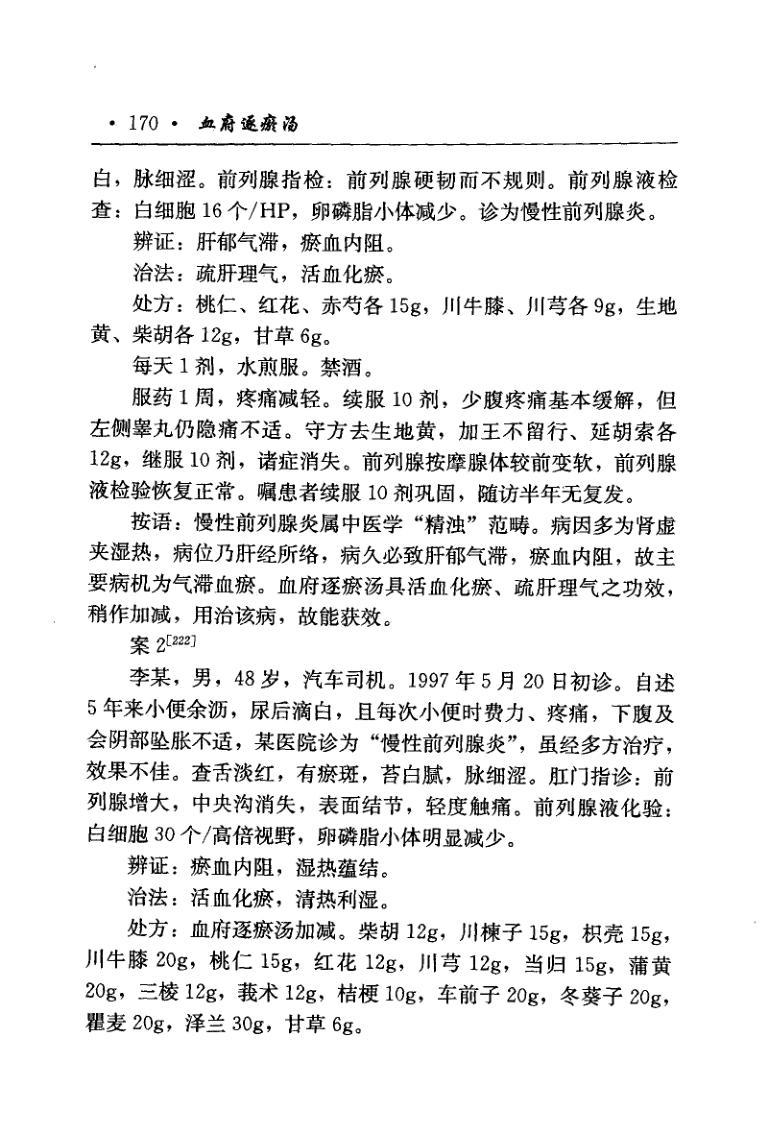 · 170 · 血府逐瘀汤
白，脉细涩。前列腺指检：前列腺硬韧而不规则。前列腺液检
查：白细胞 16 个/HP，卵磷脂小体减少。诊为慢性前列腺炎。
辨证：肝郁气滞，瘀血内阻。
治法：疏肝理气，活血化瘀。
处方：桃仁、红花、赤芍各 15g，川牛膝、川芎各 9g，生地
黄、柴胡各 12g，甘草 6g。
每天 1 剂，水煎服。禁酒。
服药 1 周，疼痛减轻。续服 10 剂，少腹疼痛基本缓解，但
左侧睾丸仍隐痛不适。守方去生地黄，加王不留行、延胡索各
12g，继服 10 剂，诸症消失。前列腺按摩腺体较前变软，前列腺
液检验恢复正常。嘱患者续服 10 剂巩固，随访半年无复发。
按语：慢性前列腺炎属中医学“精浊”范畴。病因多为肾虚
夹湿热，病位乃肝经所络，病久必致肝郁气滞，瘀血内阻，故主
要病机为气滞血瘀。血府逐瘀汤具活血化瘀、疏肝理气之功效，
稍作加减，用治该病，故能获效。
案 2[222]
李某，男，48 岁，汽车司机。1997 年 5 月 20 日初诊。自述
5 年来小便余沥，尿后滴白，且每次小便时费力、疼痛，下腹及
会阴部坠胀不适，某医院诊为“慢性前列腺炎”，虽经多方治疗，
效果不佳。查舌淡红，有瘀斑，苔白腻，脉细涩。肛门指诊：前
列腺增大，中央沟消失，表面结节，轻度触痛。前列腺液化验：
白细胞 30 个/高倍视野，卵磷脂小体明显减少。
辨证：瘀血内阻，湿热蕴结。
治法：活血化瘀，清热利湿。
处方：血府逐瘀汤加减。柴胡 12g，川楝子 15g，枳壳 15g，
川牛膝 20g，桃仁 15g，红花 12g，川芎 12g，当归 15g，蒲黄
20g，三棱 12g，莪术 12g，桔梗 10g，车前子 20g，冬葵子 20g，
瞿麦 20g，泽兰 30g，甘草 6g。